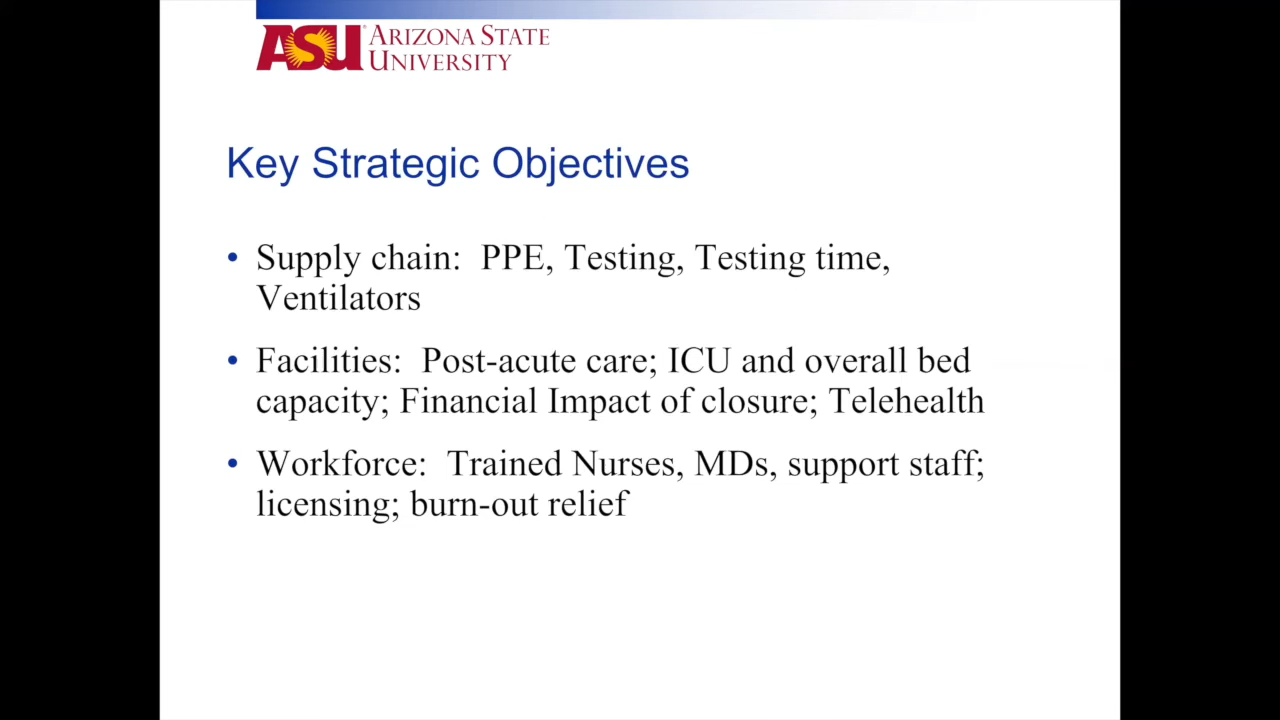 ASU ARIZONA STATE
UNIVERSITY
Key Strategic Objectives
• Supply chain: PPE, Testing, Testing time,
Ventilators
• Facilities: Post-acute care; ICU and overall bed
capacity; Financial Impact of closure; Telehealth
• Workforce: Trained Nurses, MDs, support staff;
licensing; burn-out relief